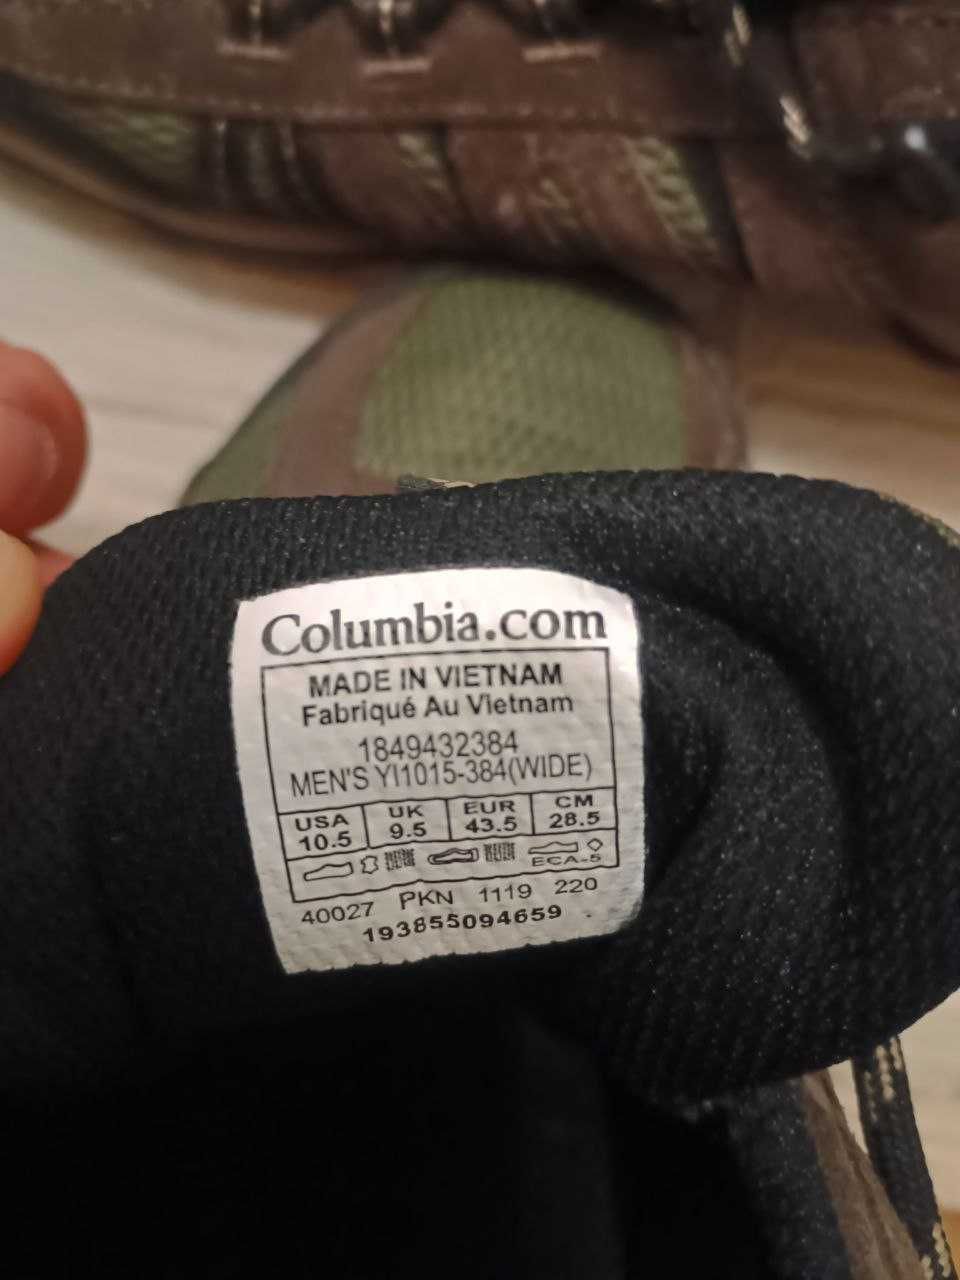 Columbia.com
MADE IN VIETNAM
Fabriqué Au Vietnam
1849432384
MEN'S YI1015-384(WIDE)
USA UK EUR CM
10.5 9.5 43.5 28.5
ECA-5
40027 PKN 1119 220
193855094659